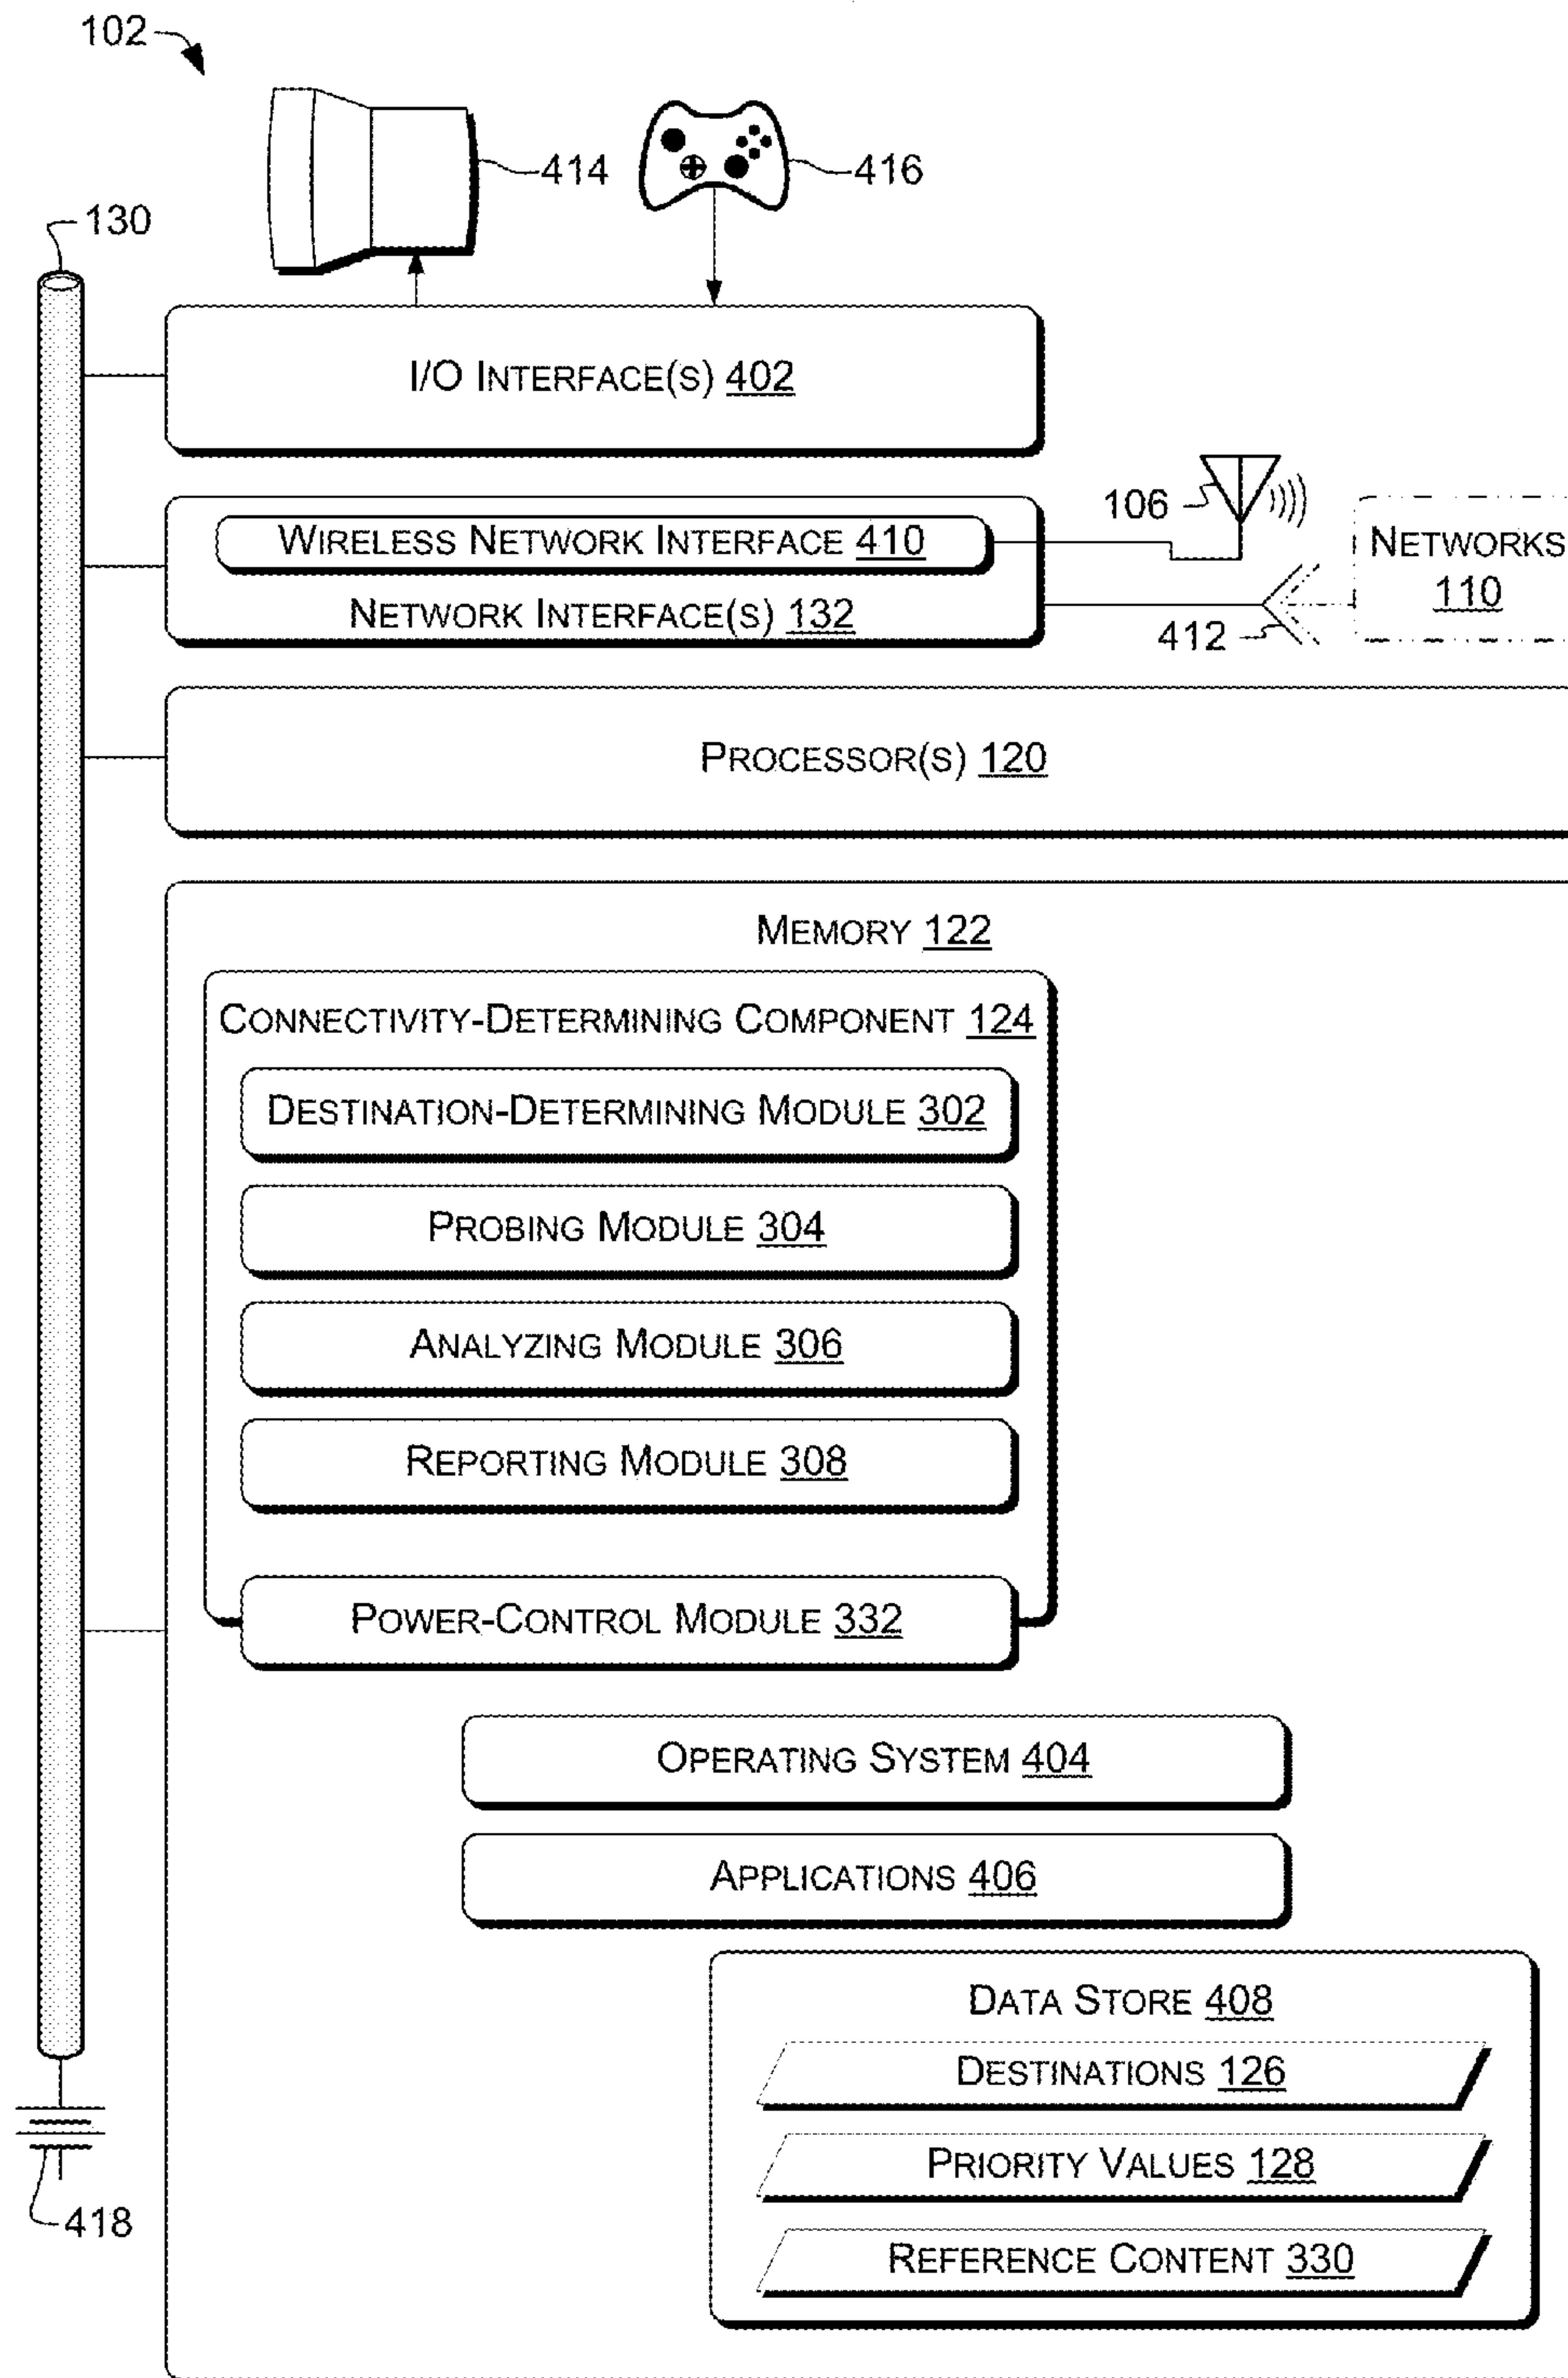 102
414
416
130
I/O INTERFACE(S) 402
106
WIRELESS NETWORK INTERFACE 410
NETWORKS
110
NETWORK INTERFACE(S) 132
412
PROCESSOR(S) 120
MEMORY 122
CONNECTIVITY-DETERMINING COMPONENT 124
DESTINATION-DETERMINING MODULE 302
PROBING MODULE 304
ANALYZING MODULE 306
REPORTING MODULE 308
POWER-CONTROL MODULE 332
OPERATING SYSTEM 404
APPLICATIONS 406
DATA STORE 408
DESTINATIONS 126
PRIORITY VALUES 128
REFERENCE CONTENT 330
418